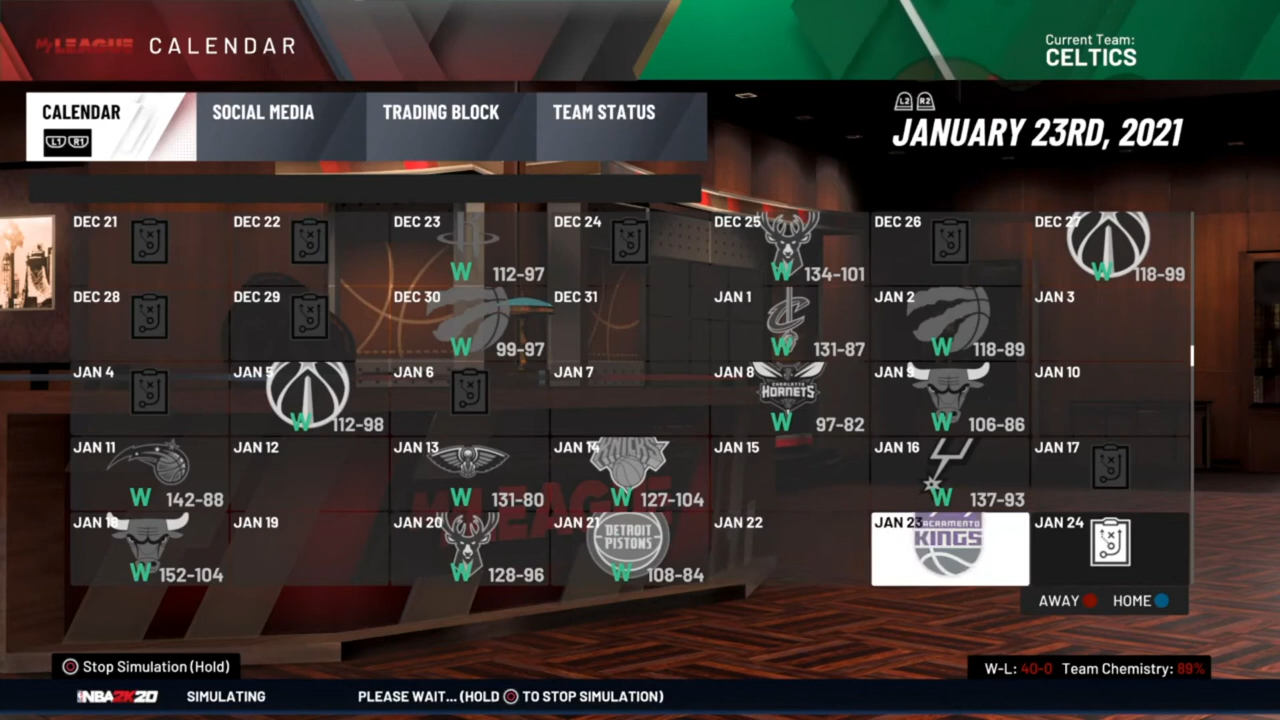 MyLEAGUE CALENDAR
Current Team:
CELTICS
CALENDAR SOCIAL MEDIA TRADING BLOCK TEAM STATUS
L1 R1
L2 R2
JANUARY 23RD, 2021
DEC 21 DEC 22 DEC 23 DEC 24 DEC 25 DEC 26 DEC 27
W 112-97 W 134-101 W 118-99
DEC 28 DEC 29 DEC 30 DEC 31 JAN 1 JAN 2 JAN 3
W 99-97 W 131-87 W 118-89
JAN 4 JAN 5 JAN 6 JAN 7 JAN 8 JAN 9 JAN 10
CHARLOTTE
HORNETS
W 112-98 W 97-82 W 106-86
JAN 11 JAN 12 JAN 13 JAN 14 JAN 15 JAN 16 JAN 17
W 142-88 W 131-80 W 127-104 W 137-93
JAN 18 JAN 19 JAN 20 JAN 21 JAN 22 JAN 23 JAN 24
DETROIT
PISTONS
SACRAMENTO
KINGS
W 152-104 W 128-96 W 108-84
AWAY HOME
Stop Simulation (Hold)
W-L: 40-0 Team Chemistry: 89%
NBA2K20 SIMULATING PLEASE WAIT... (HOLD TO STOP SIMULATION)